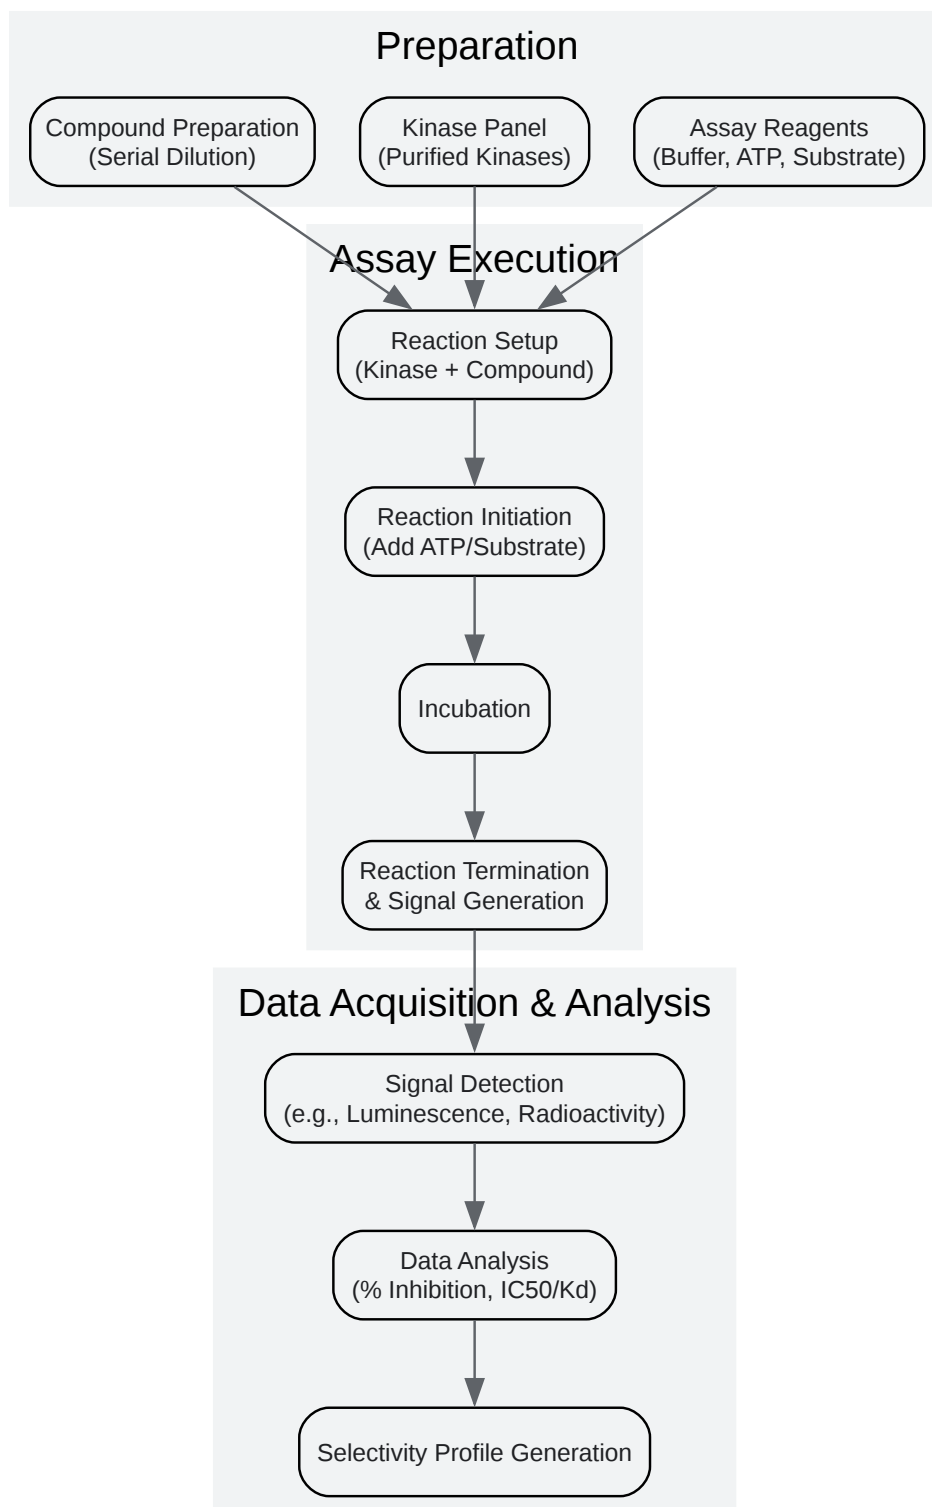 Preparation
Compound Preparation
(Serial Dilution)
Kinase Panel
(Purified Kinases)
Assay Reagents
(Buffer, ATP, Substrate)
Assay Execution
Reaction Setup
(Kinase + Compound)
Reaction Initiation
(Add ATP/Substrate)
Incubation
Reaction Termination
& Signal Generation
Data Acquisition & Analysis
Signal Detection
(e.g., Luminescence, Radioactivity)
Data Analysis
(% Inhibition, IC50/Kd)
Selectivity Profile Generation